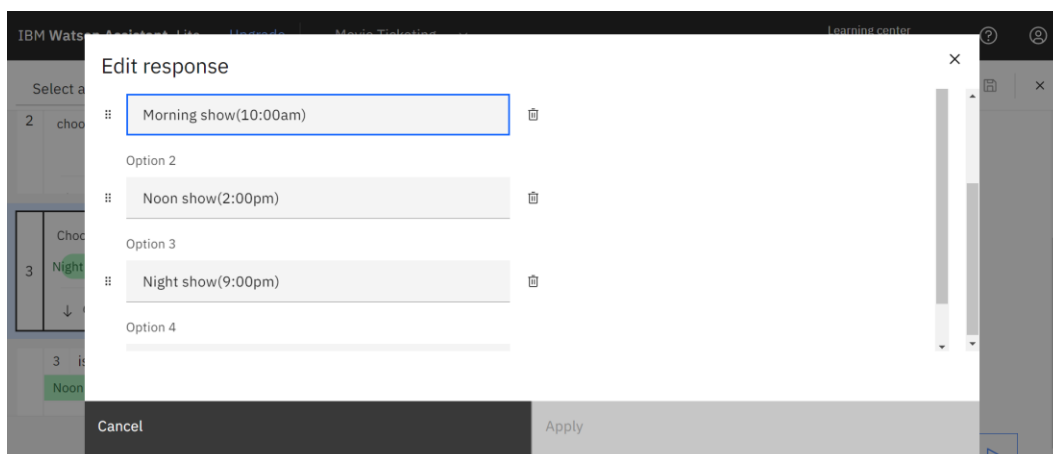 IBM Watson Assistant Lite Upgrade Movie Ticketing Learning center
Edit response
Select a
2 choo
Morning show(10:00am)
Option 2
Noon show(2:00pm)
Choo
Option 3
3 Night
Night show(9:00pm)
Option 4
3 is
Noon
Cancel Apply